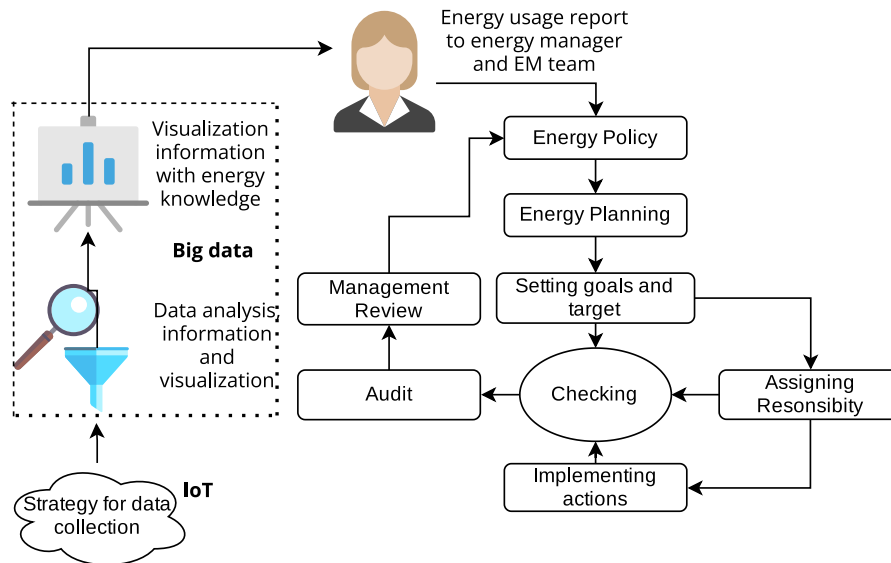 Energy usage report
to energy manager
and EM team
Visualization
information
with energy
knowledge
Big data
Data analysis
information
and
visualization
IoT
Strategy for data
collection
Energy Policy
Energy Planning
Setting goals and
target
Management
Review
Audit
Checking
Assigning
Resonsibity
Implementing
actions